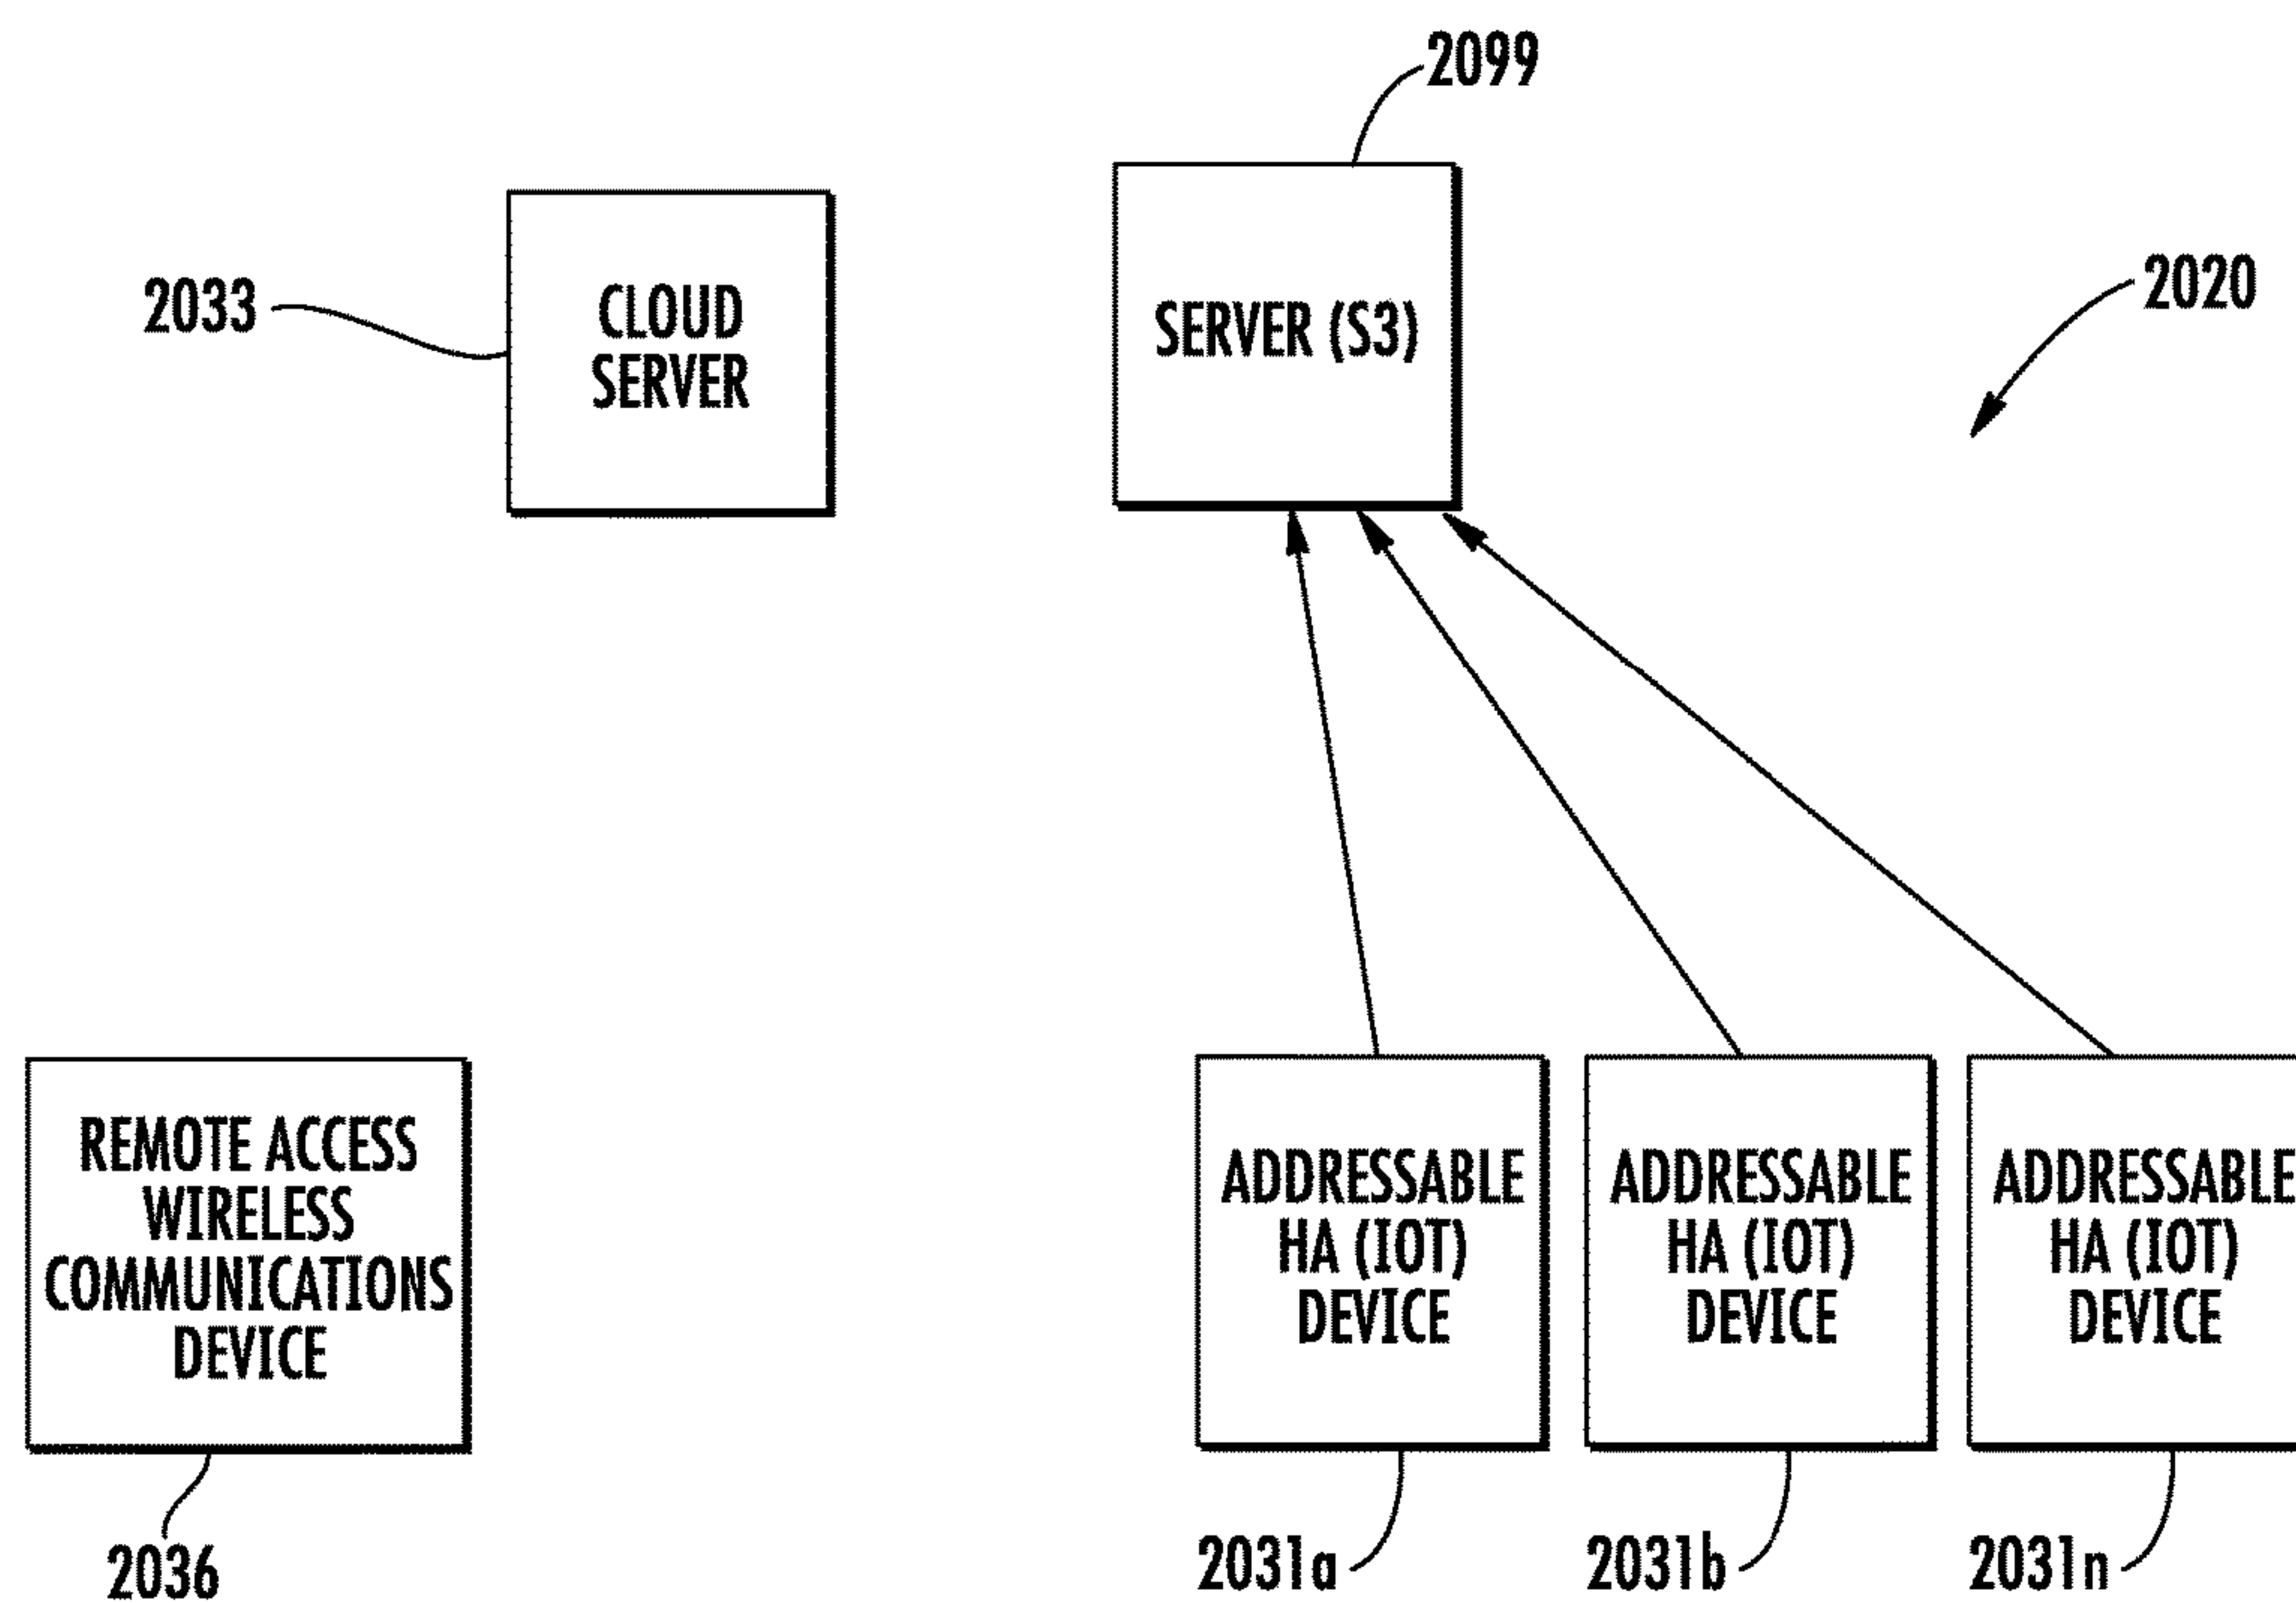 2099
2033
CLOUD
SERVER
SERVER (S3)
2020
REMOTE ACCESS
WIRELESS
COMMUNICATIONS
DEVICE
ADDRESSABLE
HA (IOT)
DEVICE
ADDRESSABLE
HA (IOT)
DEVICE
ADDRESSABLE
HA (IOT)
DEVICE
2036
2031a
2031b
2031n